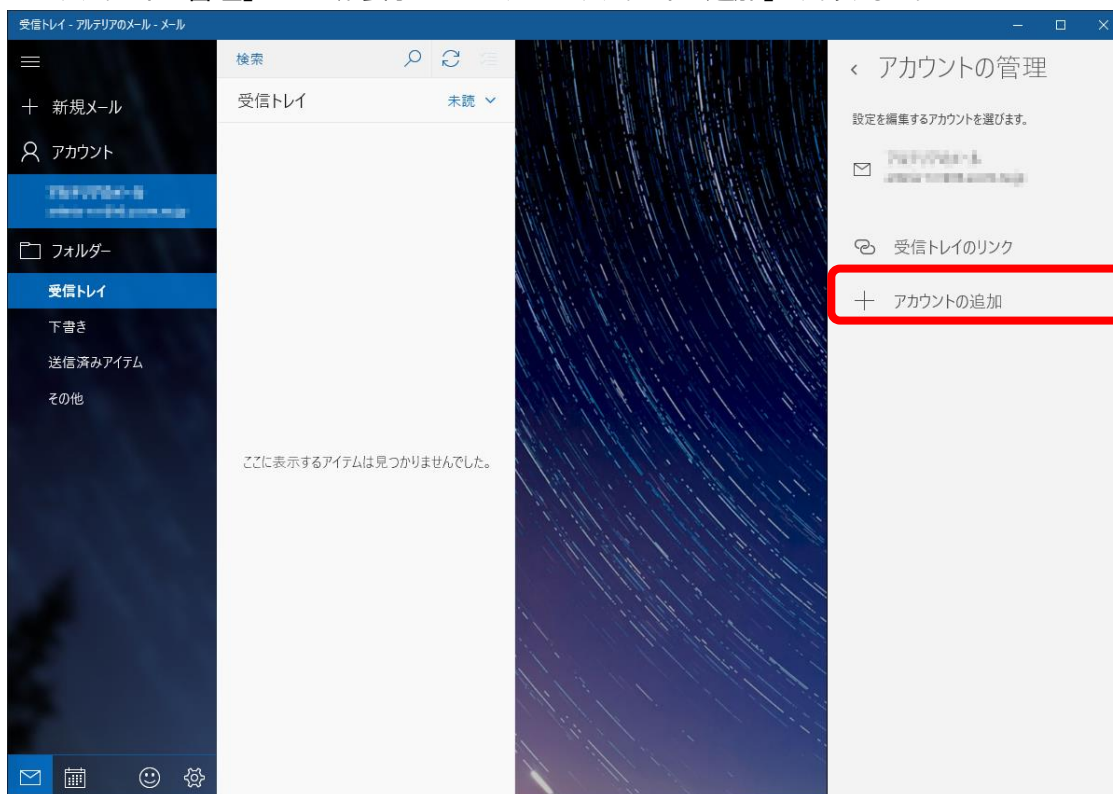 受信トレイ - アルテリアのメール - メール
新規メール
アカウント
フォルダー
受信トレイ
下書き
送信済みアイテム
その他
検索
受信トレイ
未読
ここに表示するアイテムは見つかりませんでした。
アカウントの管理
設定を編集するアカウントを選びます。
受信トレイのリンク
アカウントの追加